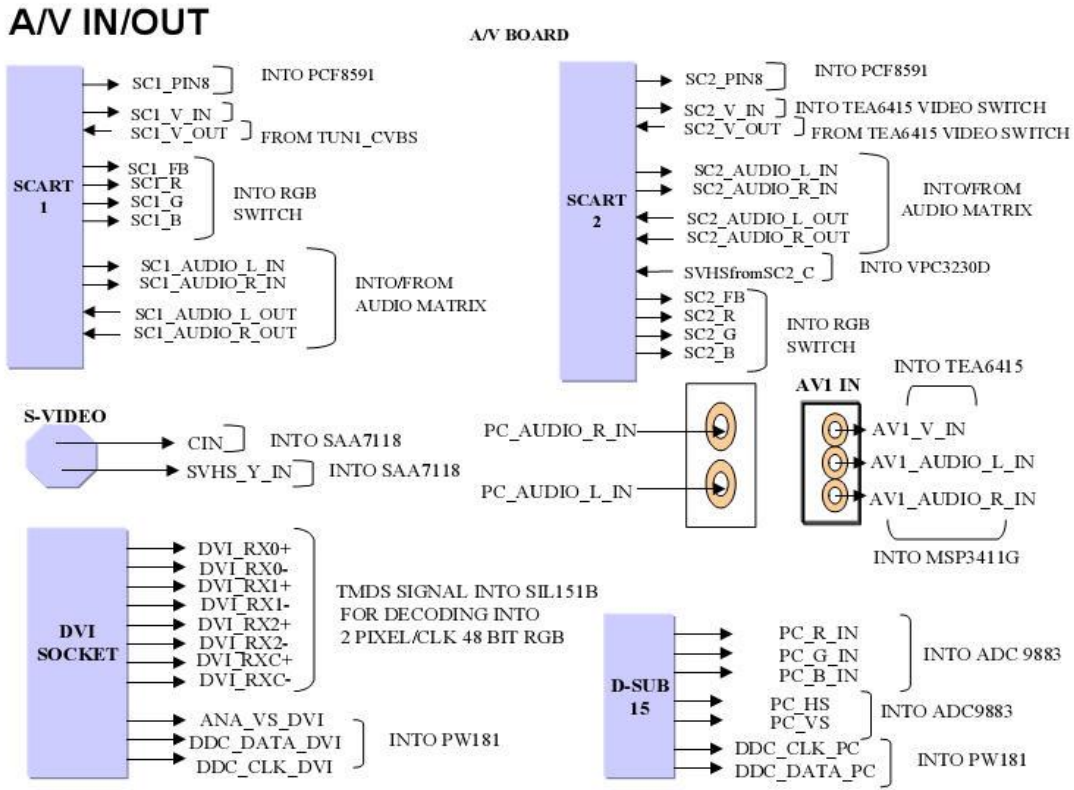 A/V IN/OUT
A/V BOARD
SCART
1
SC1_PIN8
INTO PCF8591
SC1_V_IN
SC1_V_OUT
FROM TUN1_CVBS
SC1_FB
SC1_R
SC1_G
SC1_B
INTO RGB
SWITCH
SC1_AUDIO_L_IN
SC1_AUDIO_R_IN
SC1_AUDIO_L_OUT
SC1_AUDIO_R_OUT
INTO/FROM
AUDIO MATRIX
SCART
2
SC2_PIN8
INTO PCF8591
SC2_V_IN
INTO TEA6415 VIDEO SWITCH
SC2_V_OUT
FROM TEA6415 VIDEO SWITCH
SC2_AUDIO_L_IN
SC2_AUDIO_R_IN
SC2_AUDIO_L_OUT
SC2_AUDIO_R_OUT
INTO/FROM
AUDIO MATRIX
SVHSfromSC2_C
INTO VPC3230D
SC2_FB
SC2_R
SC2_G
SC2_B
INTO RGB
SWITCH
S-VIDEO
CIN
INTO SAA7118
SVHS_Y_IN
INTO SAA7118
PC_AUDIO_R_IN
PC_AUDIO_L_IN
AV1 IN
INTO TEA6415
AV1_V_IN
AV1_AUDIO_L_IN
AV1_AUDIO_R_IN
INTO MSP3411G
DVI
SOCKET
DVI_RX0+
DVI_RX0-
DVI_RX1+
DVI_RX1-
DVI_RX2+
DVI_RX2-
DVI_RXC+
DVI_RXC-
TMDS SIGNAL INTO SIL151B
FOR DECODING INTO
2 PIXEL/CLK 48 BIT RGB
ANA_VS_DVI
DDC_DATA_DVI
DDC_CLK_DVI
INTO PW181
D-SUB
15
PC_R_IN
PC_G_IN
PC_B_IN
INTO ADC 9883
PC_HS
PC_VS
INTO ADC9883
DDC_CLK_PC
DDC_DATA_PC
INTO PW181